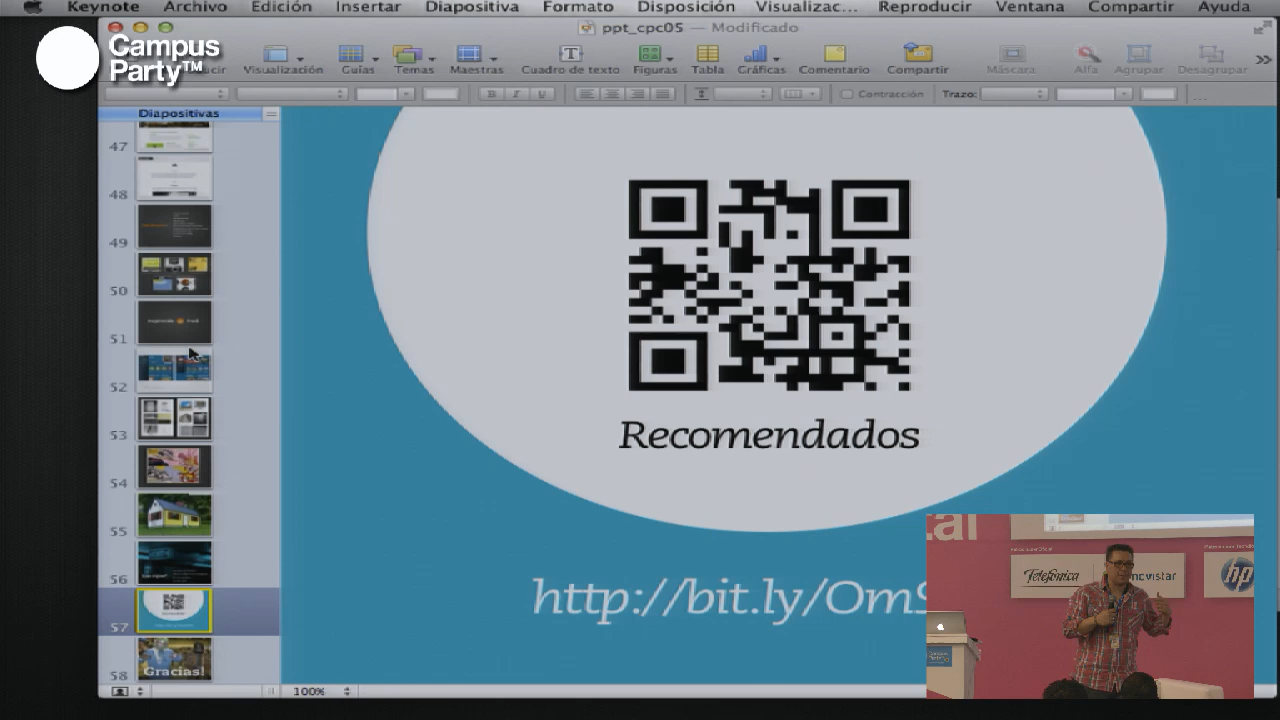 Keynote Archivo Edición Insertar Diapositiva Formato Disposición Visualizac... Reproducir Ventana Compartir Ayuda
ppt_cpc05 — Modificado
Campus
Party™
Visualización Guías Temas Maestras Cuadro de texto Figuras Tabla Gráficas Comentario Compartir Máscara Alfa Agrupar Desagrupar
B I U Contracción Trazo:
Diapositivas
47
48
49
50
51
52
53
54
55
56
57
58
Gracias!
Recomendados
http://bit.ly/Om
Telefónica
movistar
hp
100%